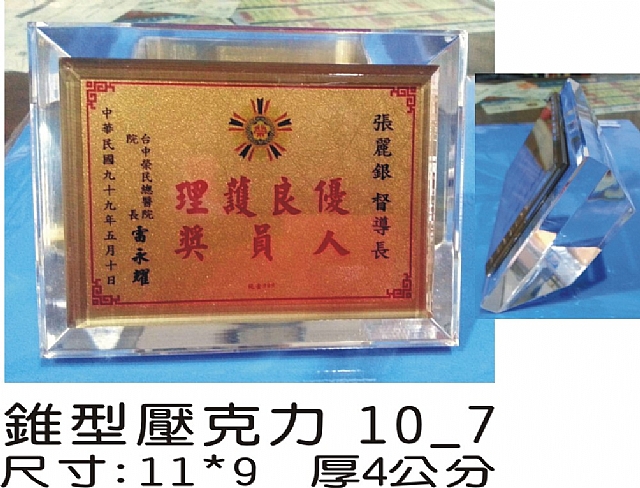 張麗銀 督導長
優良護理
人員獎
台中榮民總醫院
院長 雷永耀
中華民國九十九年五月十日
錐型壓克力 10_7
尺寸:11*9 厚4公分